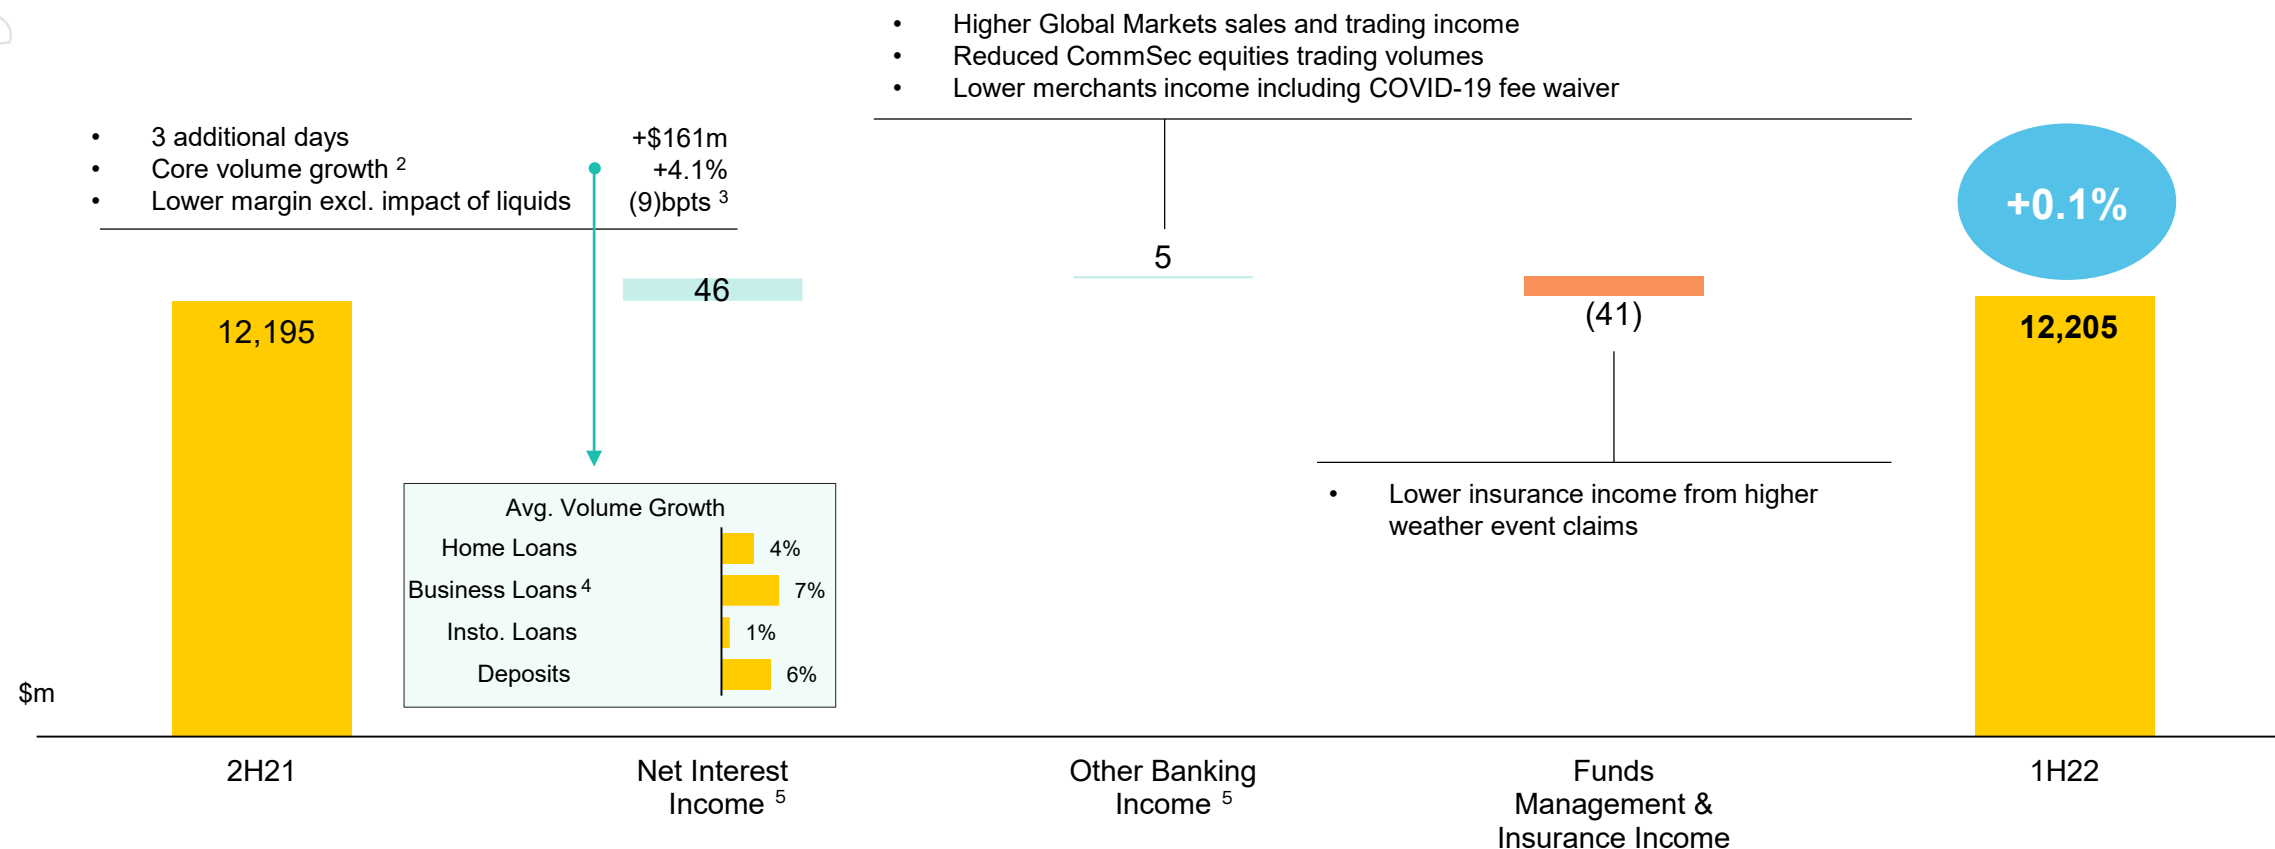 • Higher Global Markets sales and trading income
• Reduced CommSec equities trading volumes
• Lower merchants income including COVID-19 fee waiver
• 3 additional days +$161m
• Core volume growth 2 +4.1%
• Lower margin excl. impact of liquids (9)bpts 3
+0.1%
5
46
(41)
12,195
12,205
• Lower insurance income from higher
weather event claims
Avg. Volume Growth
Home Loans 4%
Business Loans 4 7%
Insto. Loans 1%
Deposits 6%
$m
2H21
Net Interest
Income 5
Other Banking
Income 5
Funds
Management &
Insurance Income
1H22